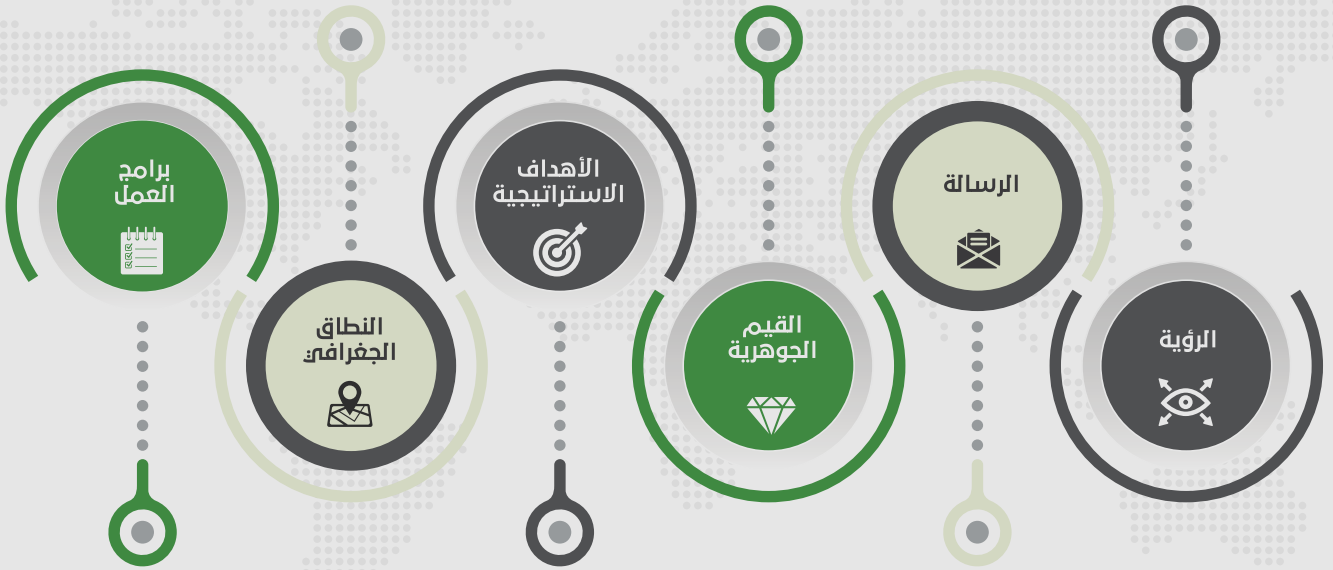 الرؤية
الرسالة
القيم
الجوهرية
الأهداف
الاستراتيجية
النطاق
الجغرافي
برامج
العمل